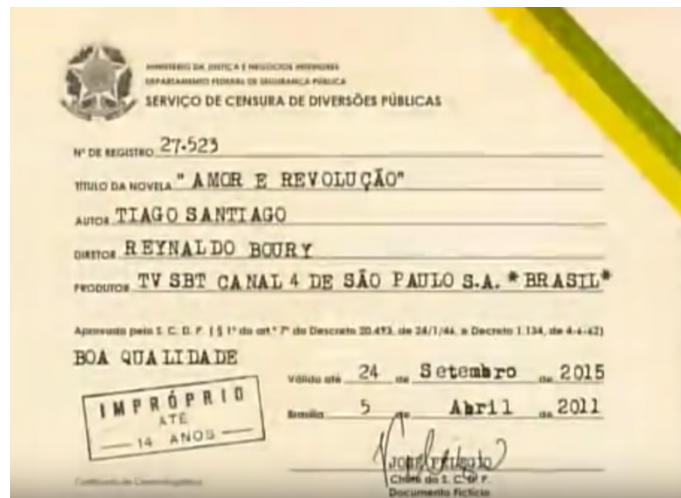 MINISTÉRIO DA JUSTIÇA E NEGÓCIOS INTERIORES
DEPARTAMENTO FEDERAL DE SEGURANÇA PÚBLICA
SERVIÇO DE CENSURA DE DIVERSÕES PÚBLICAS
Nº DE REGISTRO 27.523
TÍTULO DA NOVELA "AMOR E REVOLUÇÃO"
AUTOR TIAGO SANTIAGO
DIRETOR REYNALDO BOURY
PRODUTOR TV SBT CANAL 4 DE SÃO PAULO S.A. *BRASIL*
Aprovado pelo S. C. D. P. ( § 1º do art.º 7º do Descreto 20.493, de 24/1/46, e Decreto 1.134, de 4-6-62)
BOA QUALIDADE
Válido até 24 de Setembro de 2015
IMPRÓPRIO
ATÉ
14 ANOS
Brasília 5 de Abril de 2011
Chefe do S. C. D. P.
Documento Fictício